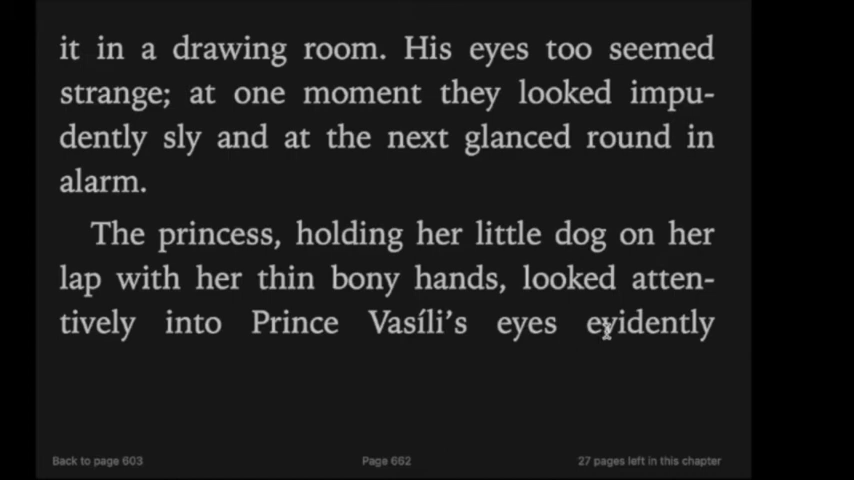 it in a drawing room. His eyes too seemed
strange; at one moment they looked impu-
dently sly and at the next glanced round in
alarm.
The princess, holding her little dog on her
lap with her thin bony hands, looked atten-
tively into Prince Vasíli’s eyes evidently
Back to page 603
Page 662
27 pages left in this chapter